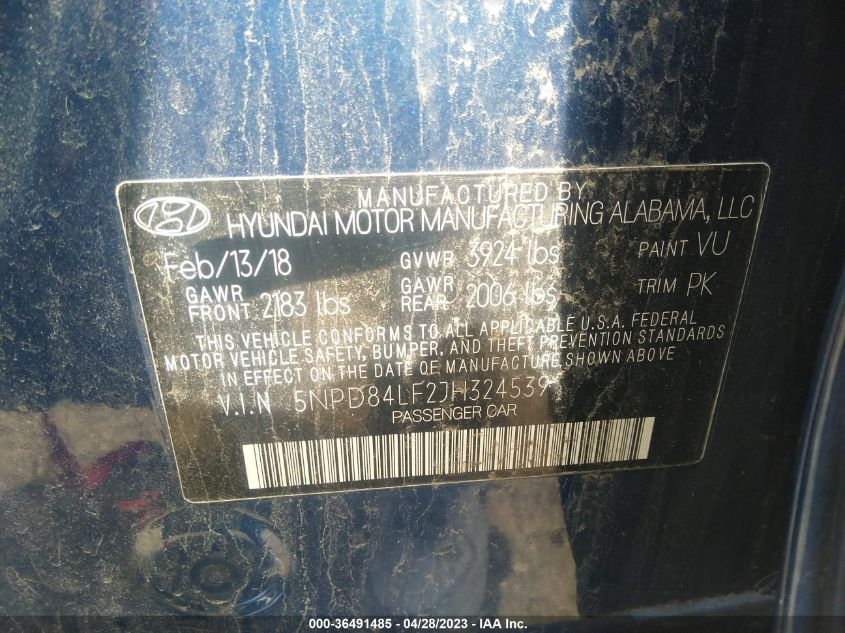 MANUFACTURED BY
HYUNDAI MOTOR MANUFACTURING ALABAMA, LLC
Feb/13/18 GVWR 3924 lbs PAINT VU
GAWR FRONT 2183 lbs GAWR REAR 2006 lbs TRIM PK
THIS VEHICLE CONFORMS TO ALL APPLICABLE U.S.A. FEDERAL
MOTOR VEHICLE SAFETY, BUMPER, AND THEFT PREVENTION STANDARDS
IN EFFECT ON THE DATE OF MANUFACTURE SHOWN ABOVE
V.I.N 5NPD84LF2JH324539
PASSENGER CAR
000-36491485 - 04/28/2023 - IAA Inc.